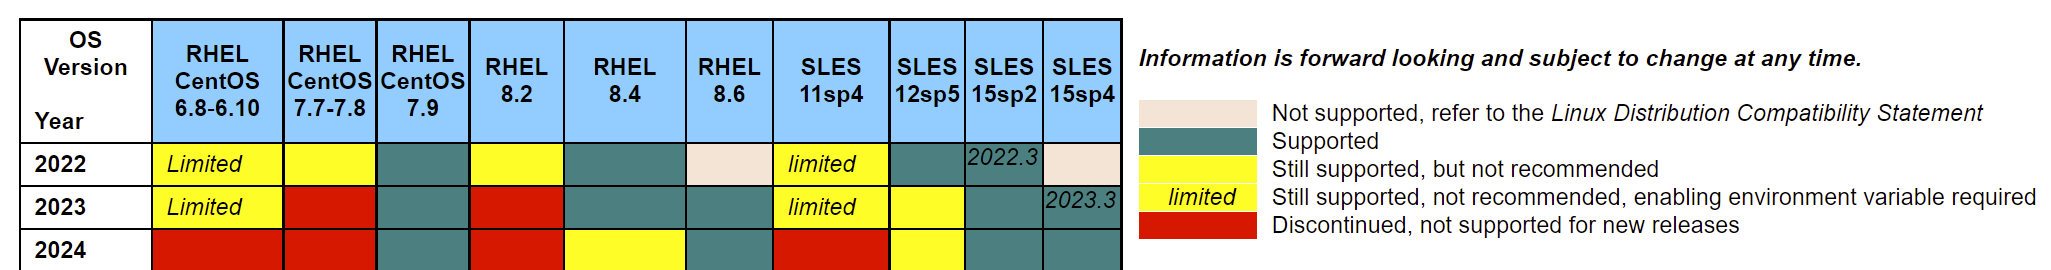 OS
Version
Year
RHEL
CentOS
6.8-6.10
RHEL
CentOS
7.7-7.8
RHEL
CentOS
7.9
RHEL
8.2
RHEL
8.4
RHEL
8.6
SLES
11sp4
SLES
12sp5
SLES
15sp2
SLES
15sp4
2022
Limited
limited
2022.3
2023
Limited
limited
2023.3
2024
Information is forward looking and subject to change at any time.
Not supported, refer to the Linux Distribution Compatibility Statement
Supported
Still supported, but not recommended
limited Still supported, not recommended, enabling environment variable required
Discontinued, not supported for new releases